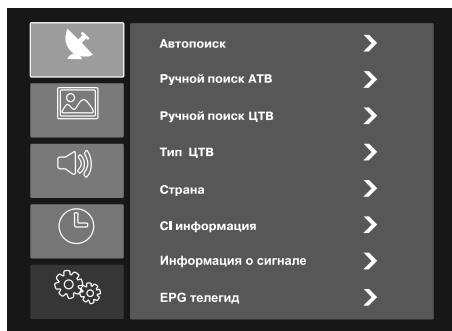 Автопоиск
Ручной поиск АТВ
Ручной поиск ЦТВ
Тип ЦТВ
Страна
CI информация
Информация о сигнале
EPG телегид